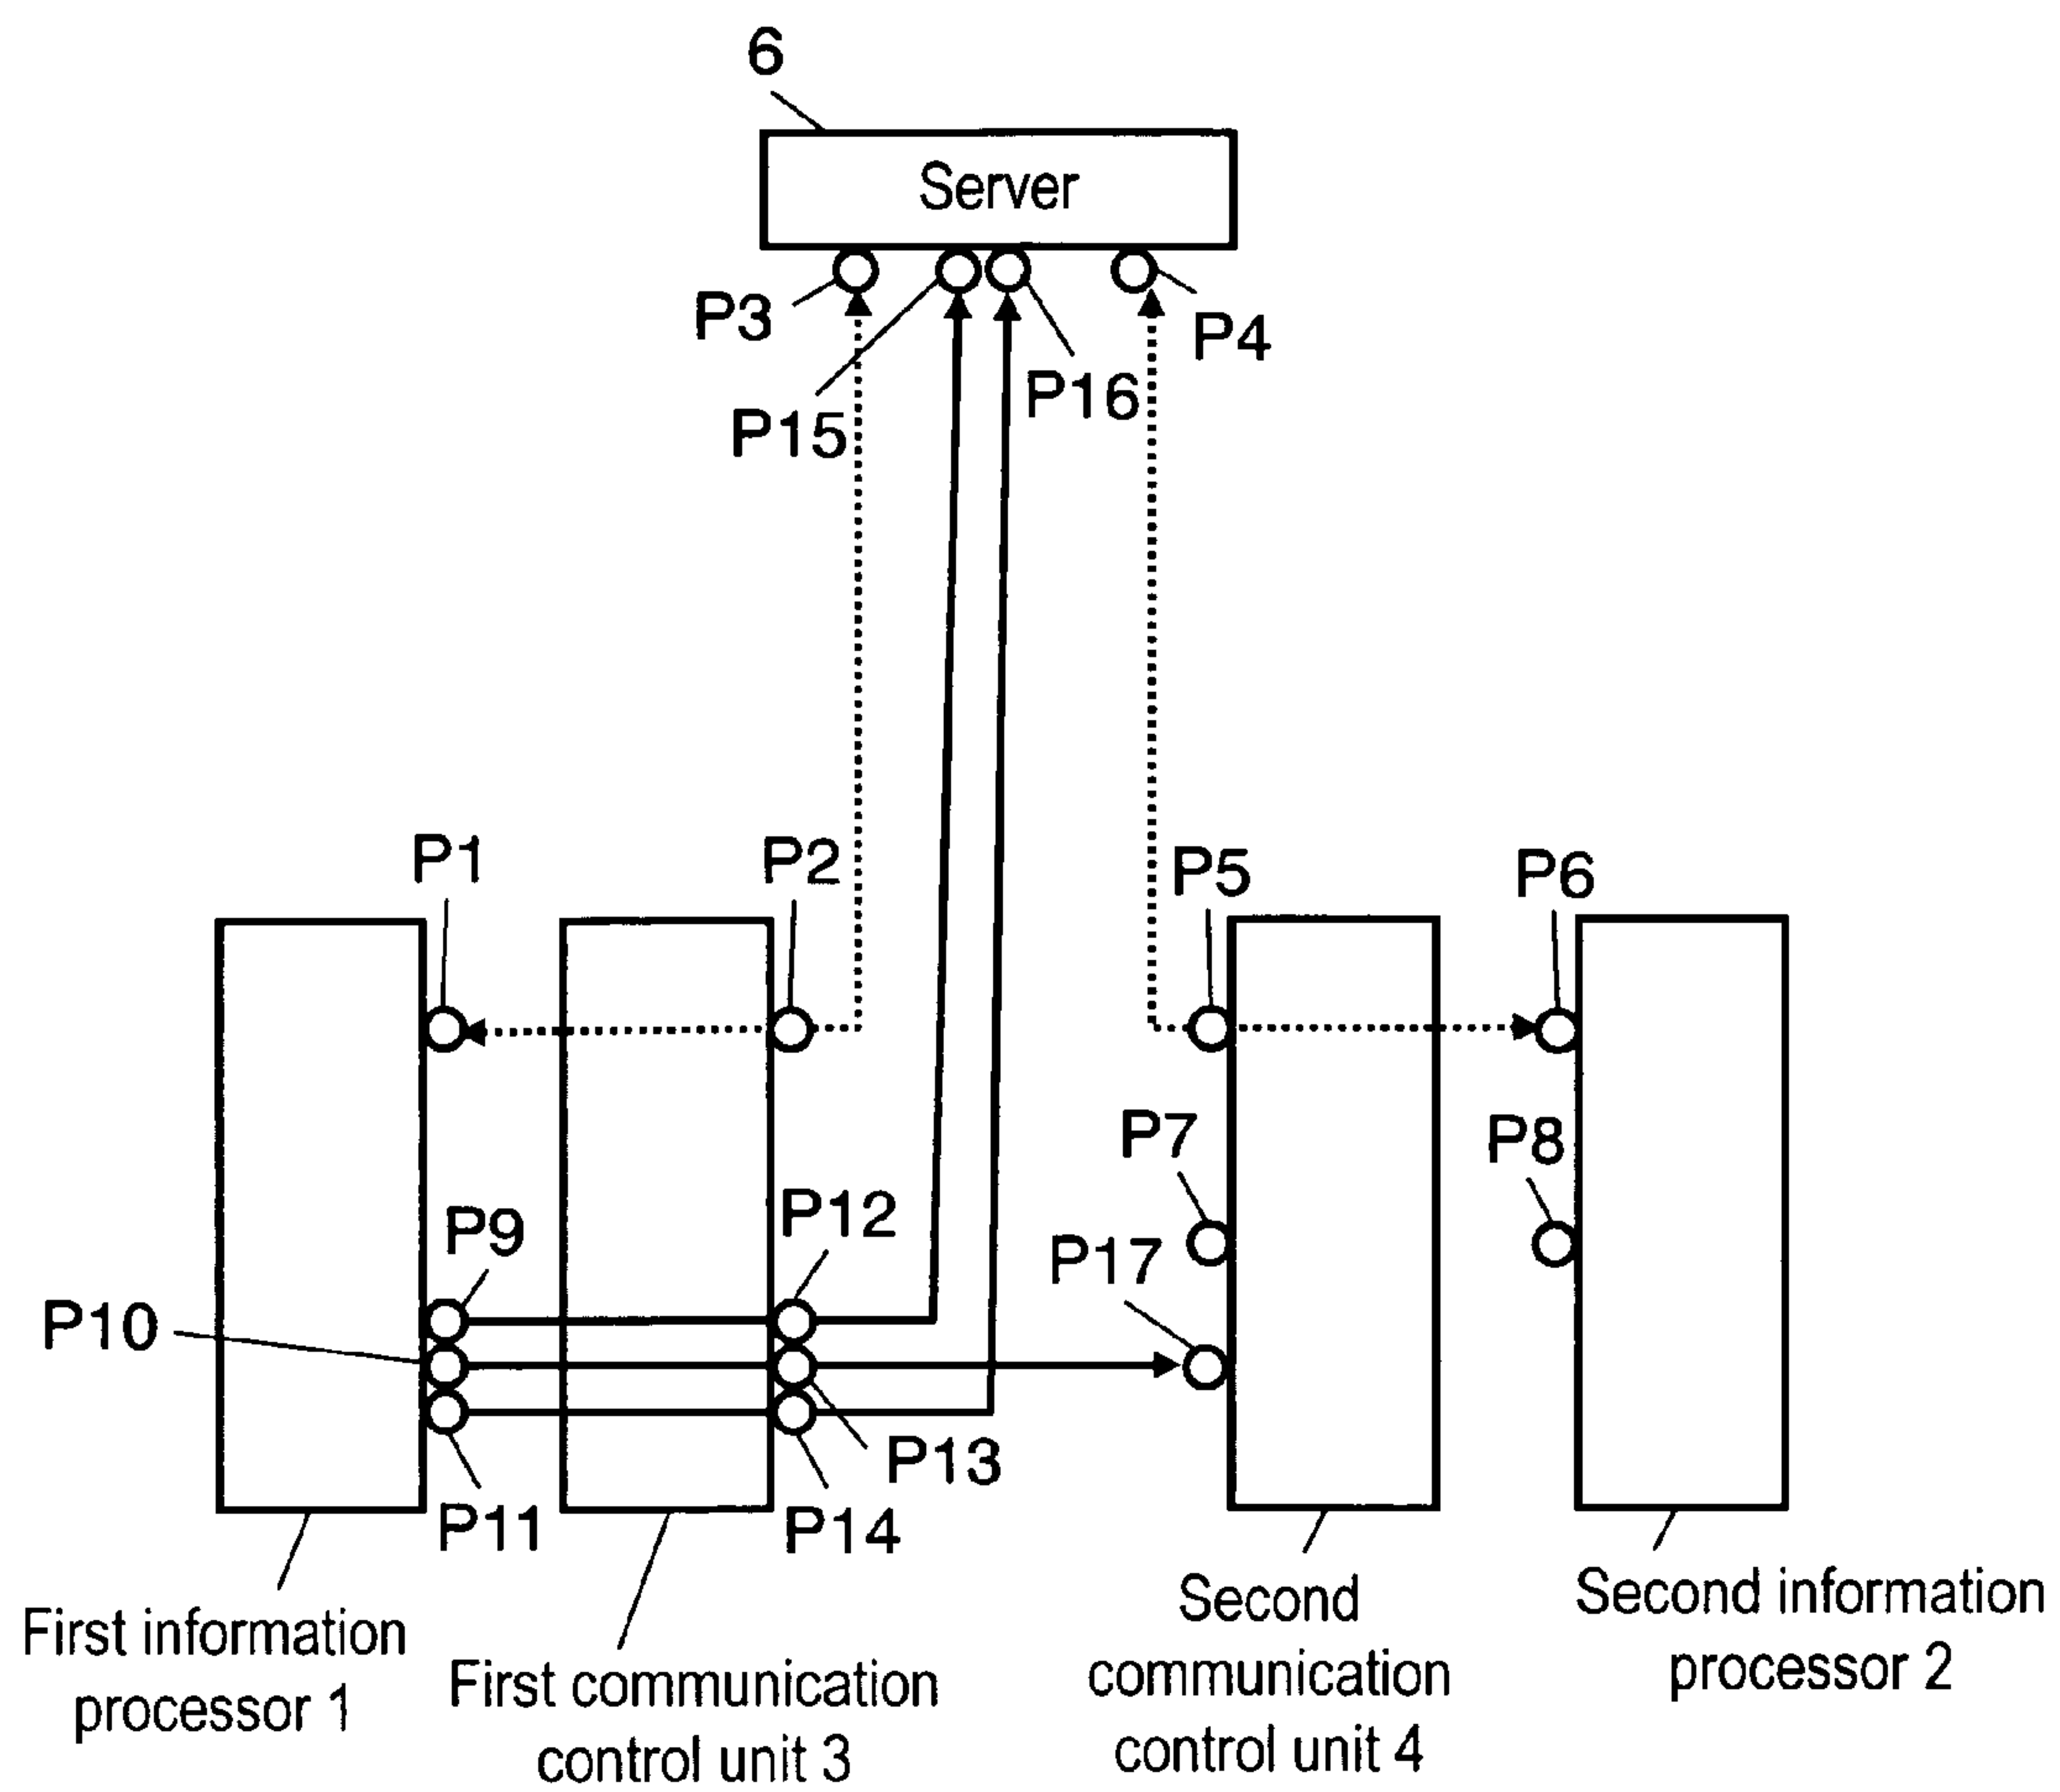 6
Server
P3
P4
P16
P15
P1
P2
P5
P6
P7
P8
P12
P9
P17
P10
P13
P11
P14
First information
processor 1
First communication
control unit 3
Second
communication
control unit 4
Second information
processor 2